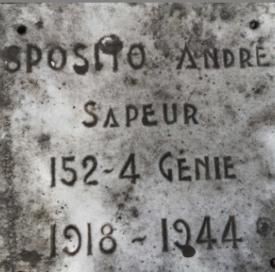 SPOSITO ANDRÉ
SAPEUR
152-4 GÉNIE
1918 - 1944